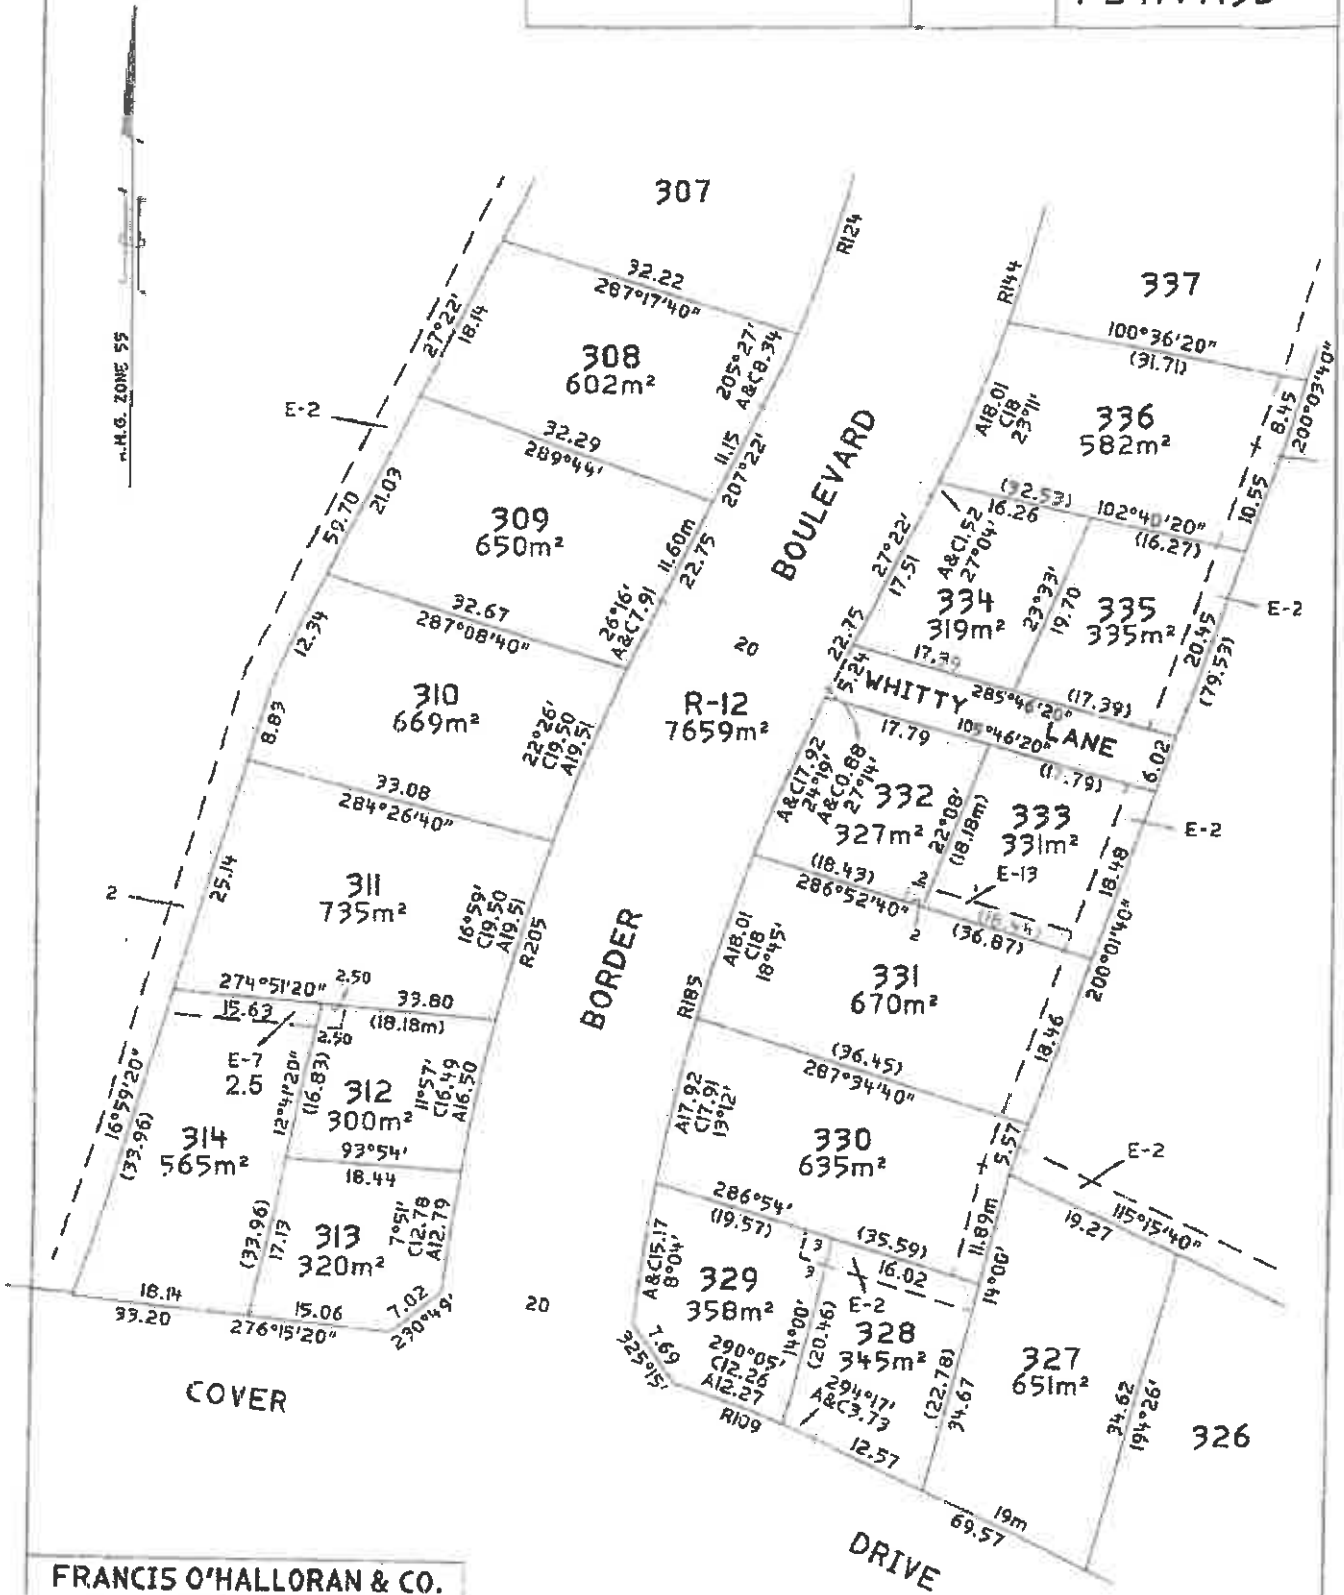 M.G. ZONE 55
307
R124
32.22
287°17'40"
27°22'
18.14
308
602m²
205°27'
A&C8.34
E-2
32.29
289°44'
11.15
207°22'
59.70
21.03
309
650m²
11.60m
22.75
26°16'
A&C7.91
32.67
287°08'40"
12.34
8.83
310
669m²
22°26'
C19.50
A19.51
33.08
284°26'40"
25.14
2
311
735m²
16°59'
C19.50
A19.51
R205
274°51'20"
2.50
15.63
33.80
(18.18m)
2.50
E-7
2.5
16°59'20"
(33.96)
12°41'20"
(16.83)
312
300m²
11°57'
C16.49
A16.50
314
565m²
93°54'
18.44
(33.96)
17.13
313
320m²
7°51'
C12.78
A12.79
18.14
33.20
15.06
276°15'20"
7.02
230°49'
COVER
BORDER
BOULEVARD
20
R-12
7659m²
20
R144
337
100°36'20"
(31.71)
A18.01
C18
23°11'
336
582m²
8.45
200°03'40"
+
10.55
(32.53)
16.26
102°40'20"
(16.27)
27°22'
17.51
A&C1.52
27°04'
334
319m²
23°33'
19.70
335
335m²
E-2
20.45
(79.53)
22.75
5.24
17.39
285°46'20"
(17.39)
WHITTY LANE
17.79
105°46'20"
(17.79)
6.02
A&C17.92
24°19'
A&C0.88
27°14'
332
327m²
22°08'
(18.18m)
333
331m²
E-2
E-13
18.48
(18.43)
286°52'40"
2
2
(36.87)
200°01'40"
A18.01
C18
18°45'
331
670m²
R185
18.46
(36.45)
287°34'40"
A17.92
C17.91
13°12'
330
635m²
+
5.57
E-2
115°15'40"
19.27
286°54'
(19.57)
3
3
(35.59)
16.02
11.89m
14°00'
A&C15.17
8°04'
329
358m²
E-2
328
345m²
14°00'
(20.46)
7.69
325°15'
290°05'
C12.26
A12.27
R109
294°17'
A&C3.73
12.57
(22.78)
34.67
327
651m²
34.62
194°26'
326
19m
69.57
DRIVE
FRANCIS O'HALLORAN & CO.